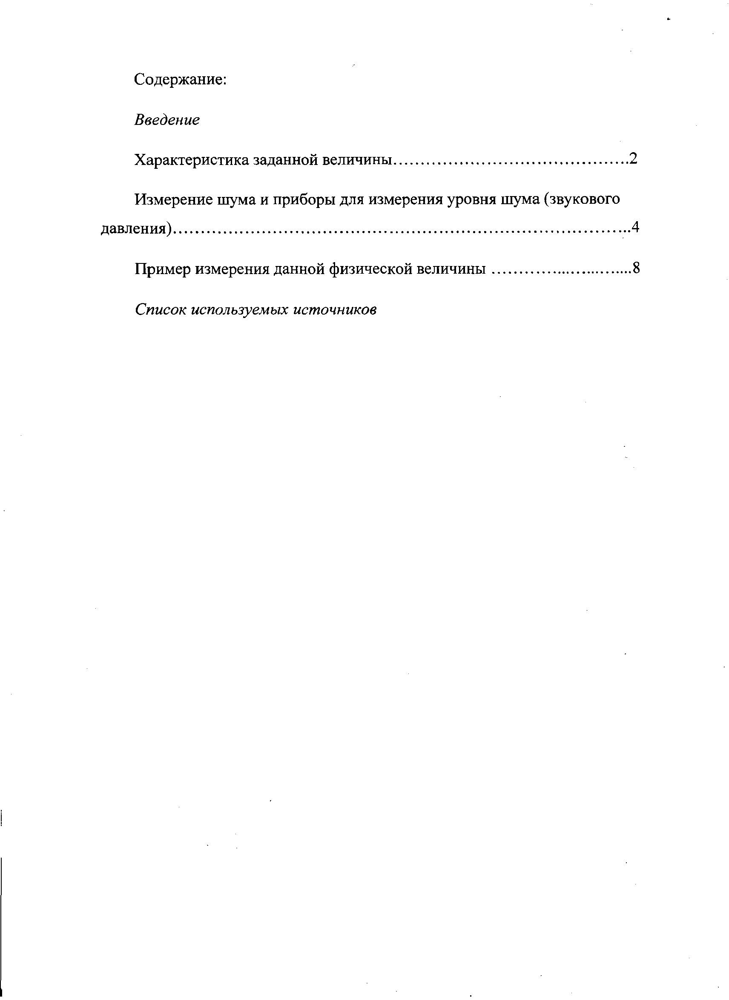 Содержание:
Введение
Характеристика заданной величины...........................................2
Измерение шума и приборы для измерения уровня шума (звукового
давления)....................................................................................4
Пример измерения данной физической величины ..........................8
Список используемых источников